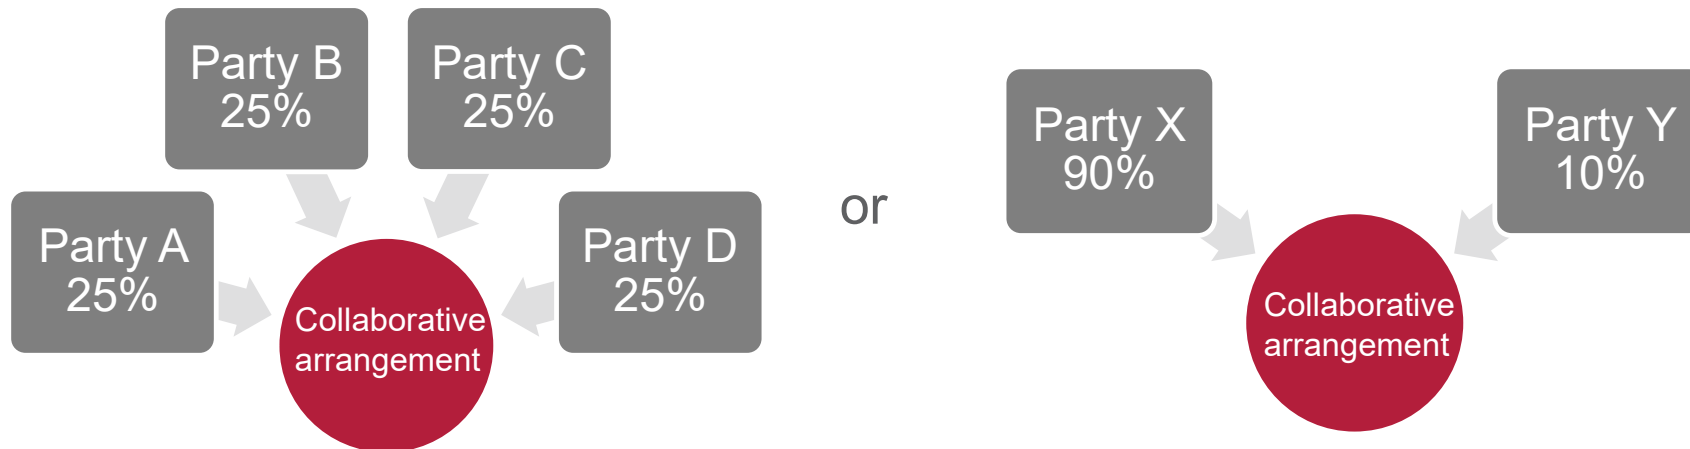 Party B
25%
Party C
25%
Party A
25%
Party D
25%
Collaborative
arrangement
or
Party X
90%
Party Y
10%
Collaborative
arrangement